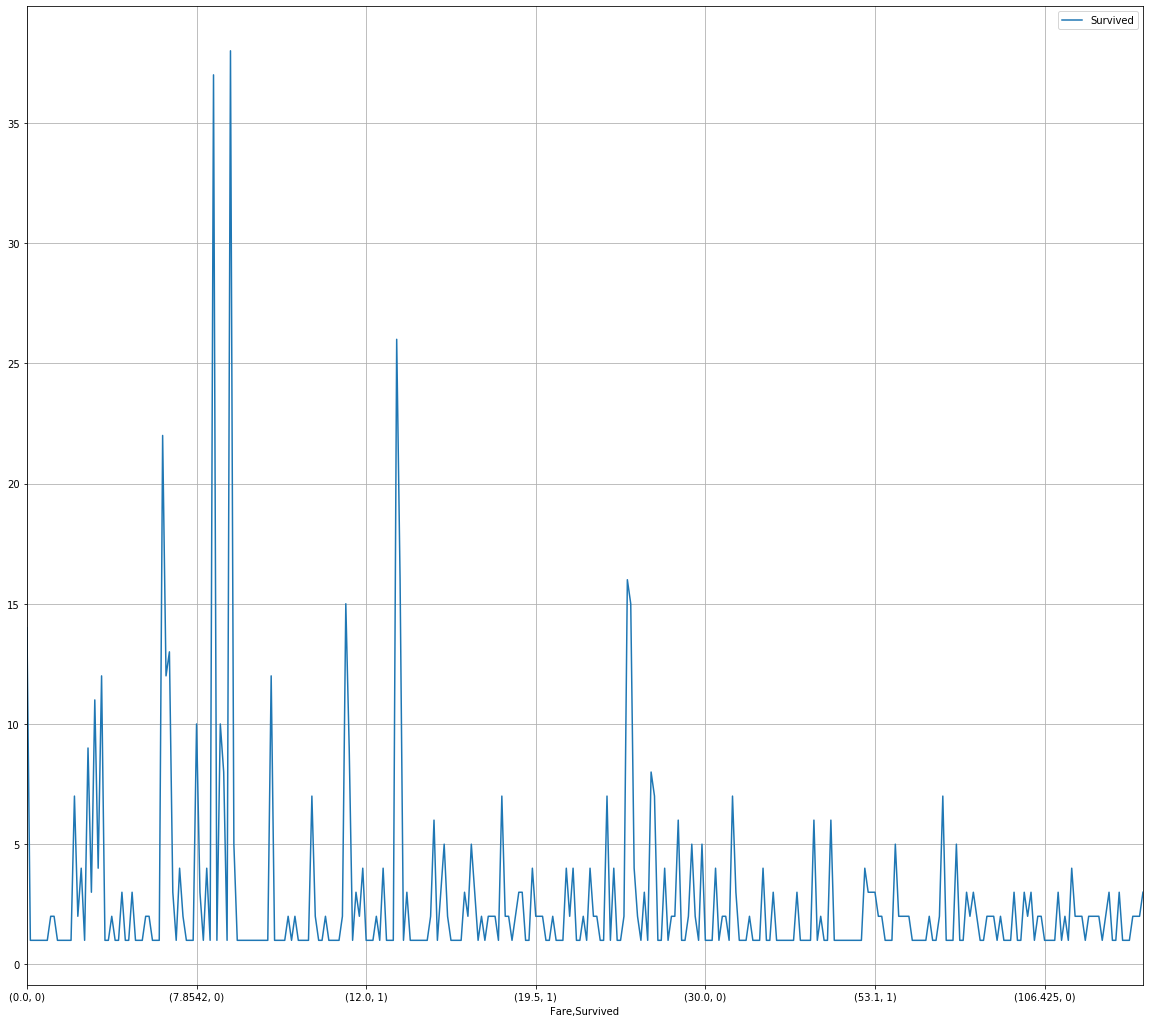 Survived
35
30
25
20
15
10
5
0
(0.0, 0) (7.8542, 0) (12.0, 1) (19.5, 1) (30.0, 0) (53.1, 1) (106.425, 0)
Fare,Survived